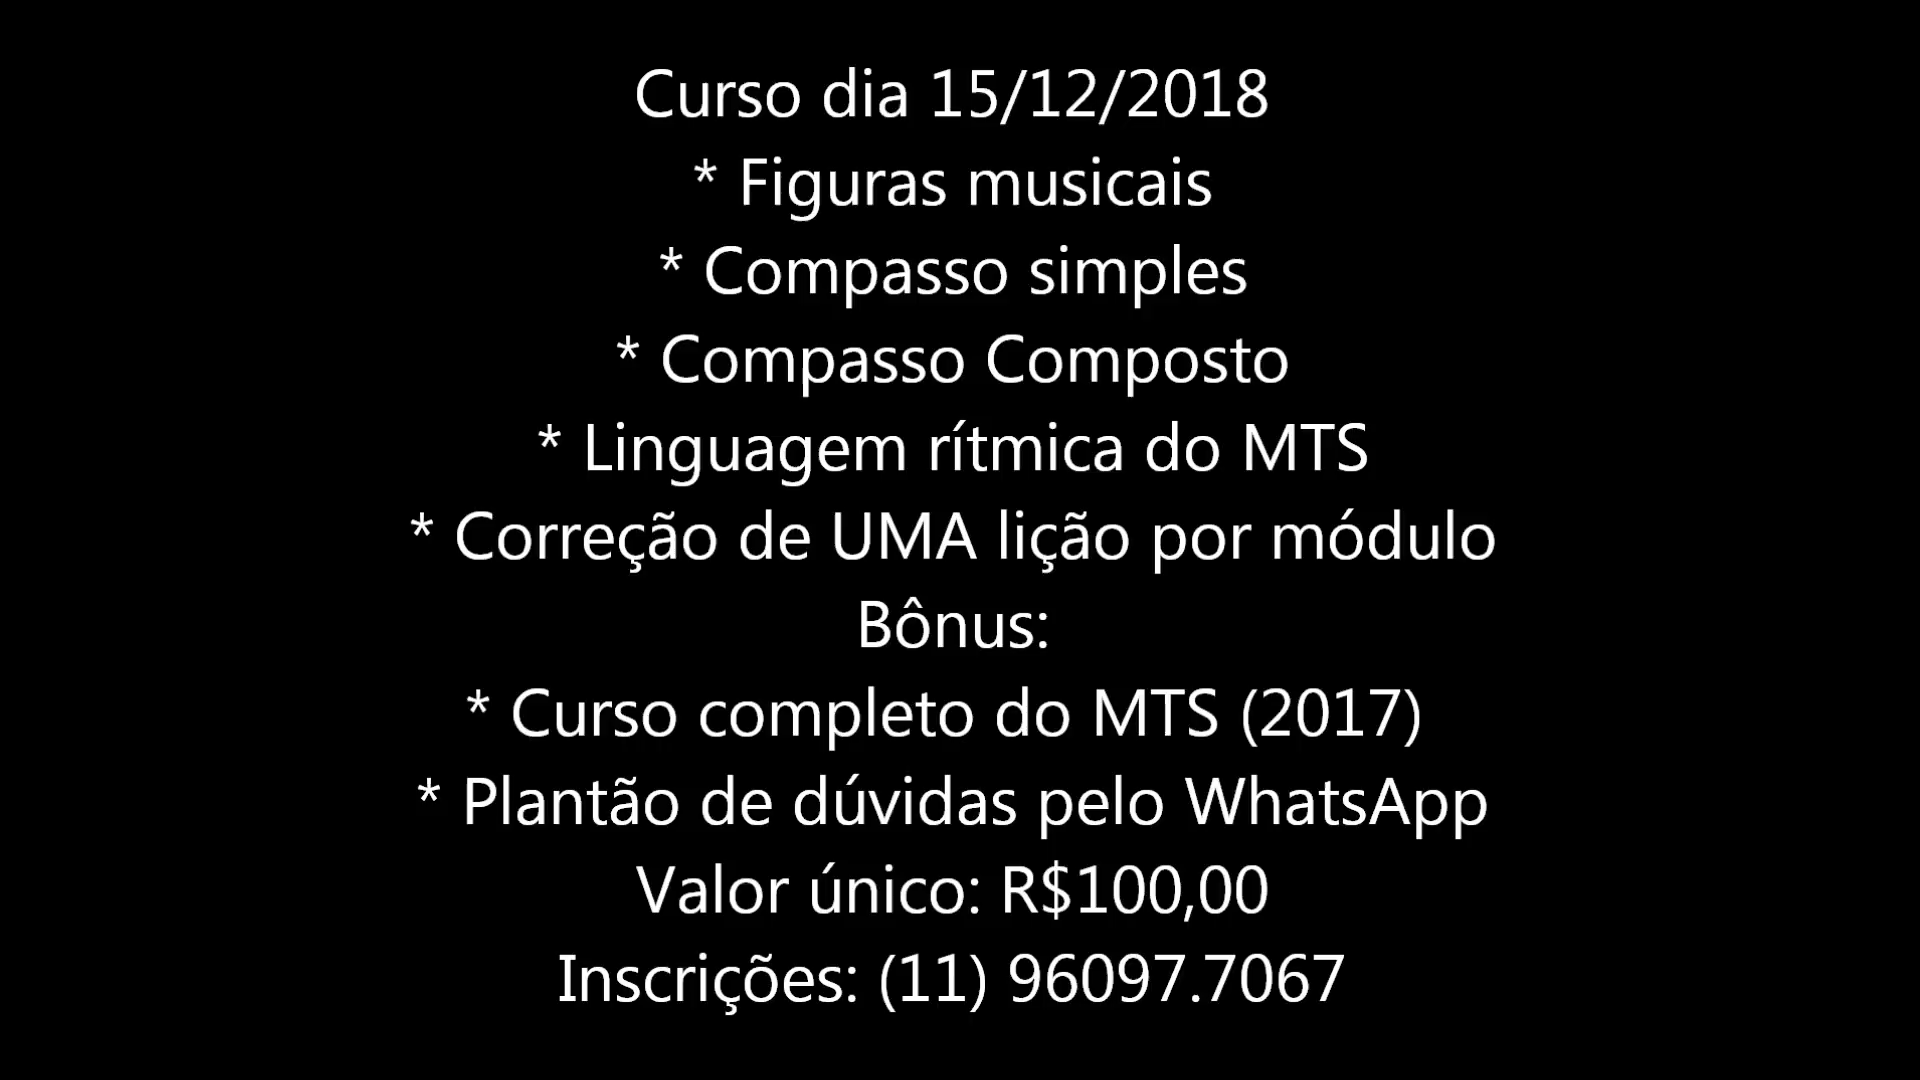 Curso dia 15/12/2018
* Figuras musicais
* Compasso simples
* Compasso Composto
* Linguagem rítmica do MTS
* Correção de UMA lição por módulo
Bônus:
* Curso completo do MTS (2017)
* Plantão de dúvidas pelo WhatsApp
Valor único: R$100,00
Inscrições: (11) 96097.7067